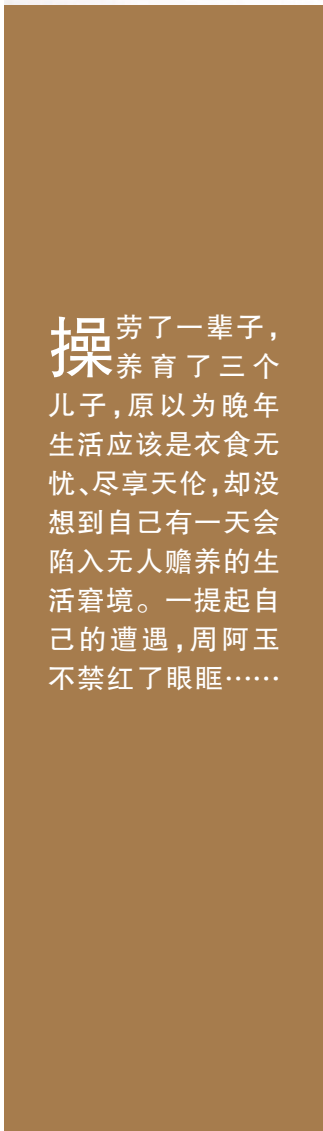 操劳了一辈子，
养育了三个
儿子，原以为晚年
生活应该是衣食无
忧、尽享天伦，却没
想到自己有一天会
陷入无人赡养的生
活窘境。一提起自
己的遭遇，周阿玉
不禁红了眼眶……